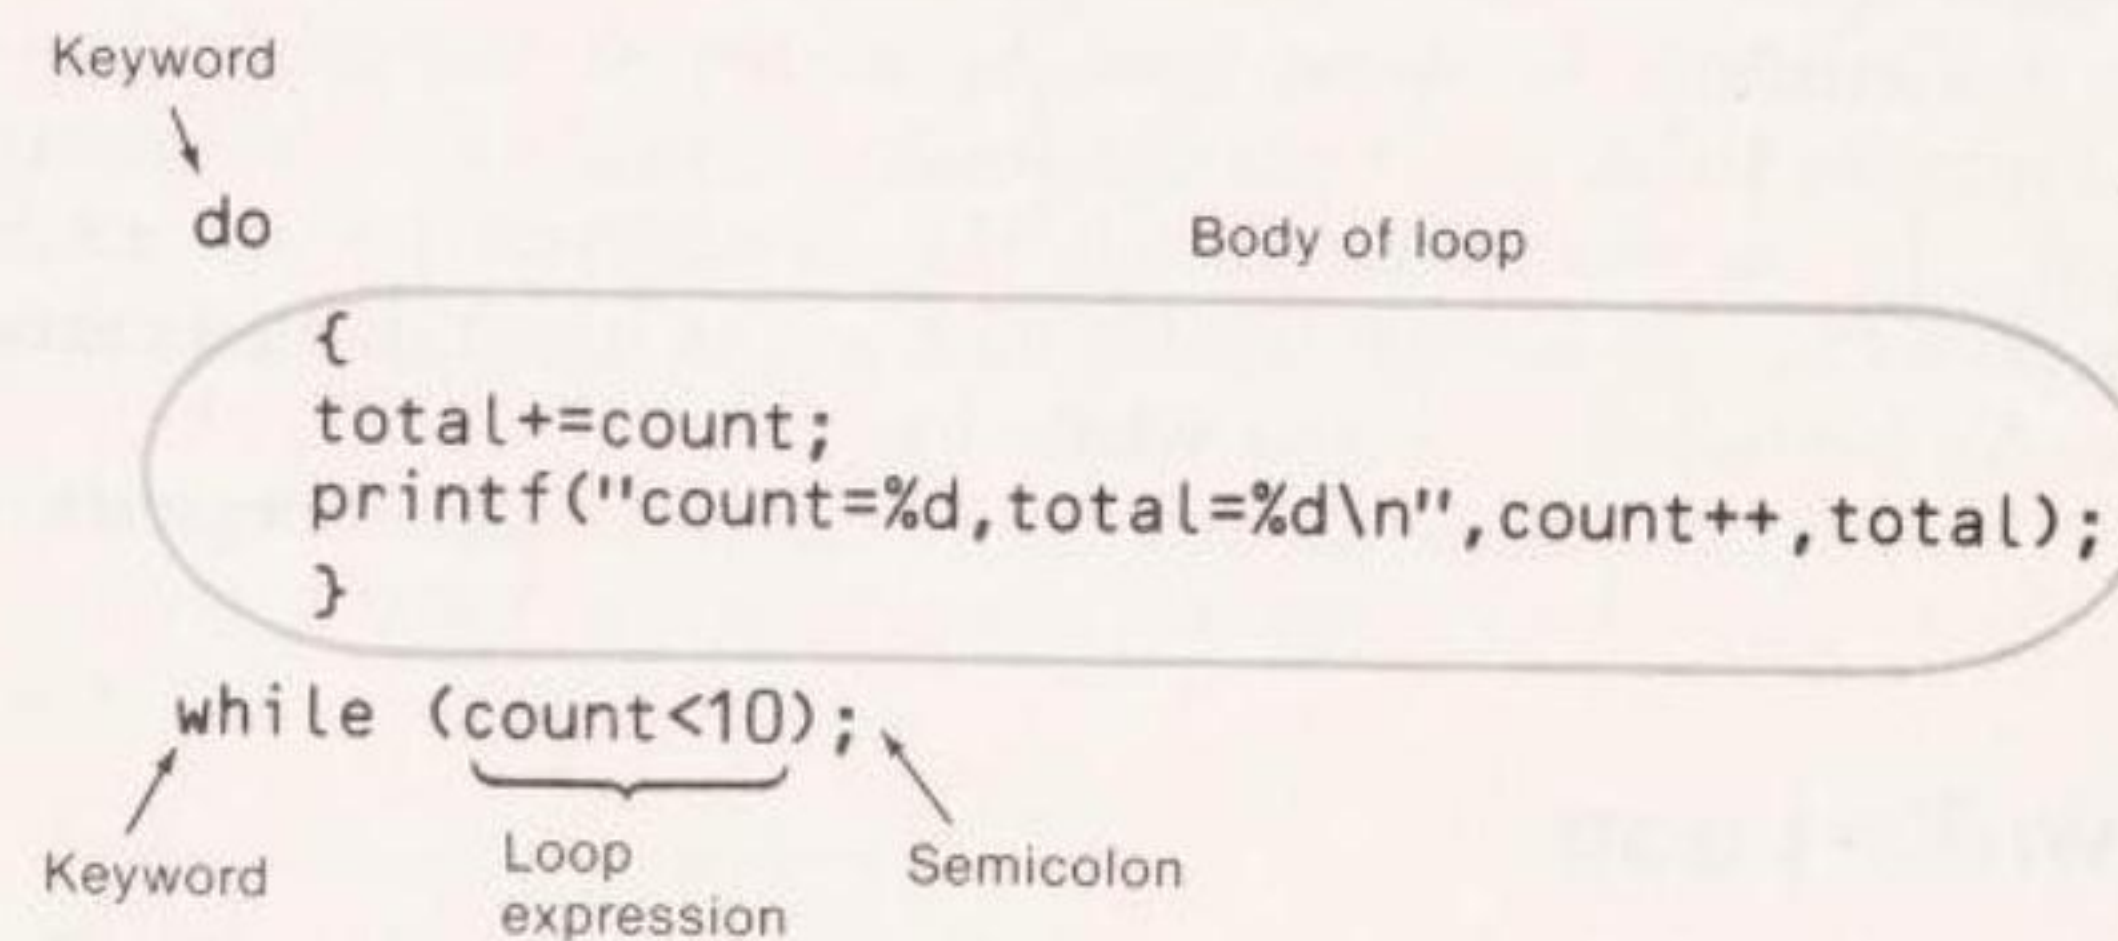 Keyword
do
Body of loop
{
total+=count;
printf("count=%d,total=%d\n",count++,total);
}
while (count<10);
Keyword
Loop
expression
Semicolon